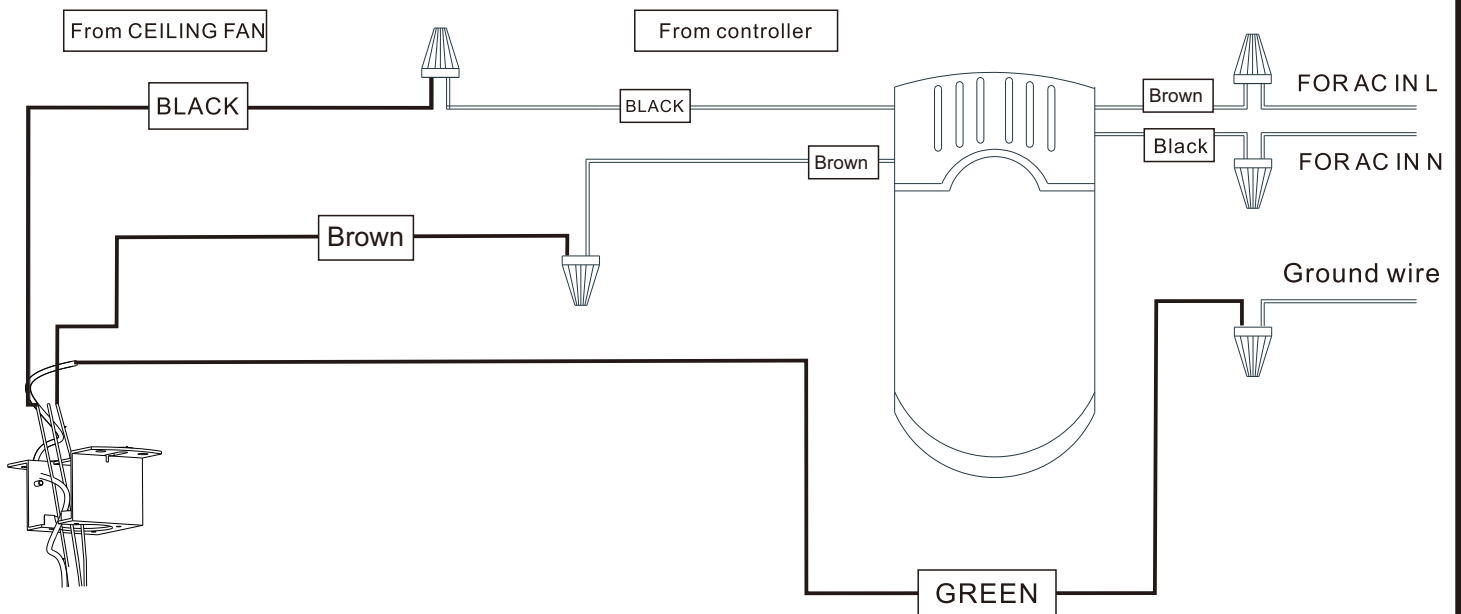 From CEILING FAN
From controller
BLACK
BLACK
Brown
FOR AC IN L
Black
FOR AC IN N
Brown
Brown
Ground wire
GREEN